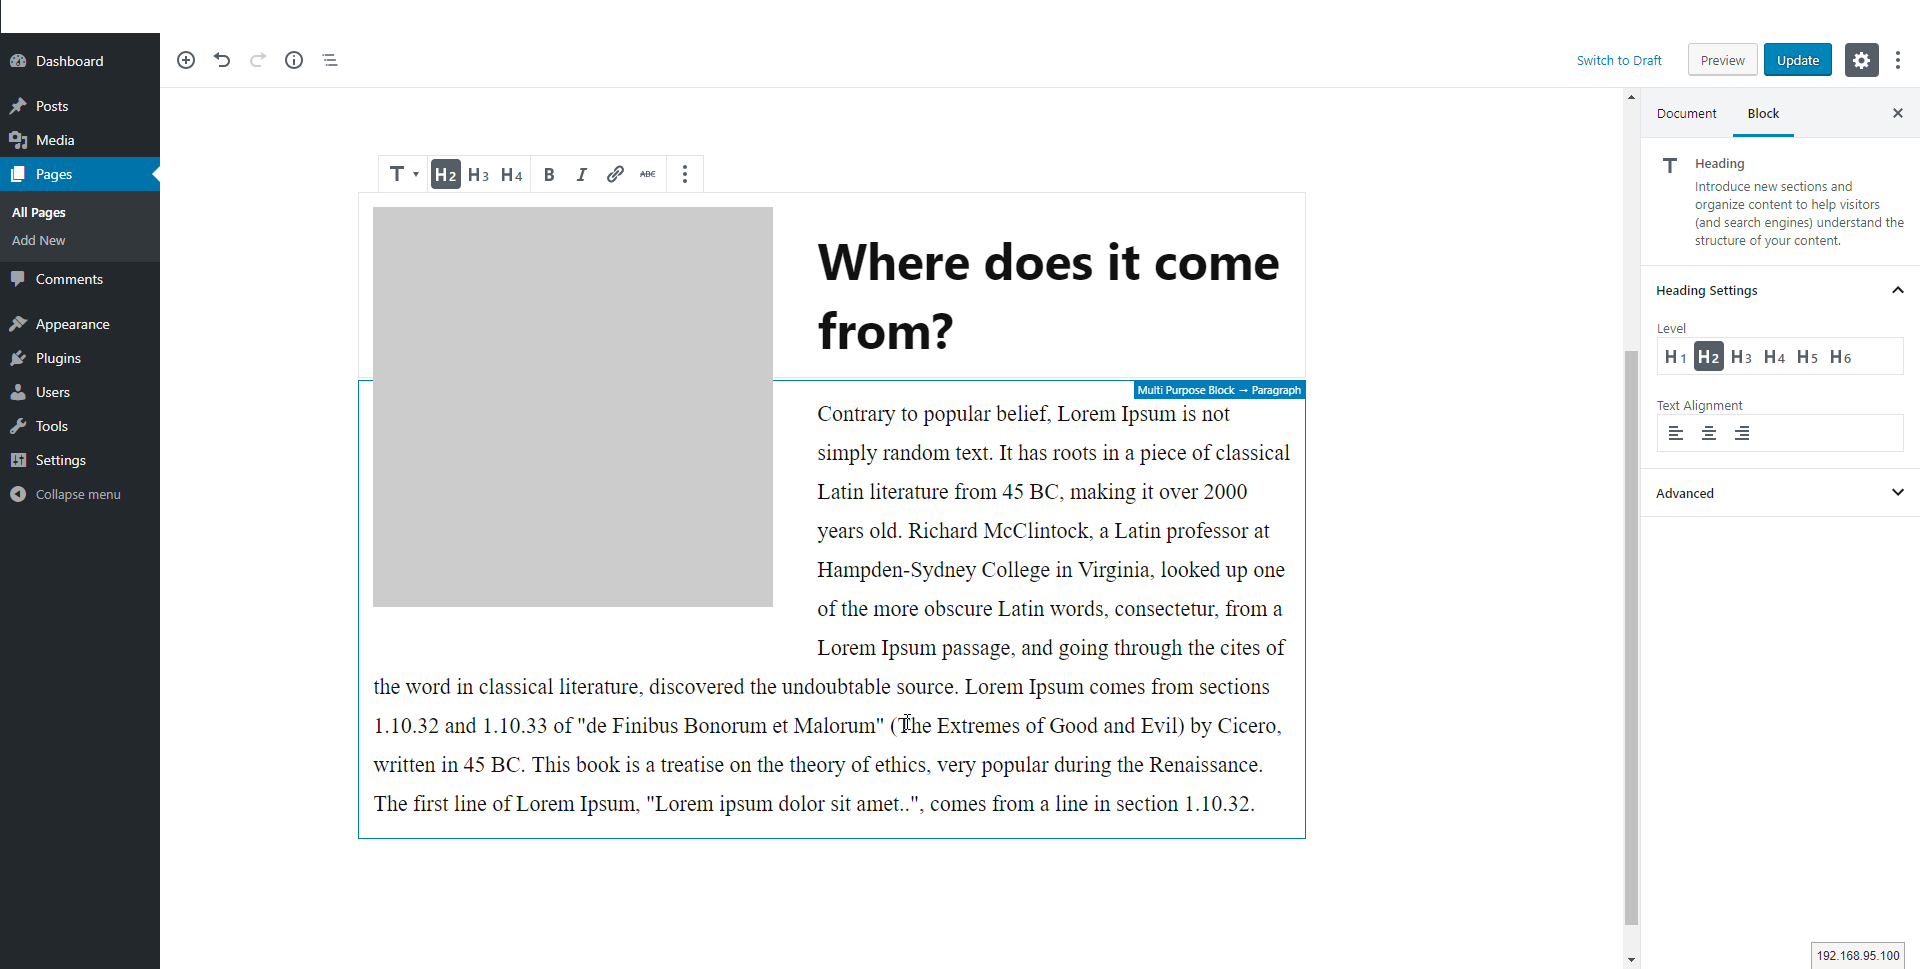 Dashboard
Posts
Media
Pages
All Pages
Add New
Comments
Appearance
Plugins
Users
Tools
Settings
Collapse menu
Switch to Draft
Preview
Update
T H2 H3 H4 B I ABC
Where does it come
from?
Multi Purpose Block → Paragraph
Contrary to popular belief, Lorem Ipsum is not
simply random text. It has roots in a piece of classical
Latin literature from 45 BC, making it over 2000
years old. Richard McClintock, a Latin professor at
Hampden-Sydney College in Virginia, looked up one
of the more obscure Latin words, consectetur, from a
Lorem Ipsum passage, and going through the cites of
the word in classical literature, discovered the undoubtable source. Lorem Ipsum comes from sections
1.10.32 and 1.10.33 of "de Finibus Bonorum et Malorum" (The Extremes of Good and Evil) by Cicero,
written in 45 BC. This book is a treatise on the theory of ethics, very popular during the Renaissance.
The first line of Lorem Ipsum, "Lorem ipsum dolor sit amet..", comes from a line in section 1.10.32.
Document Block
T Heading
Introduce new sections and
organize content to help visitors
(and search engines) understand the
structure of your content.
Heading Settings
Level
H1 H2 H3 H4 H5 H6
Text Alignment
Advanced
192.168.95.100